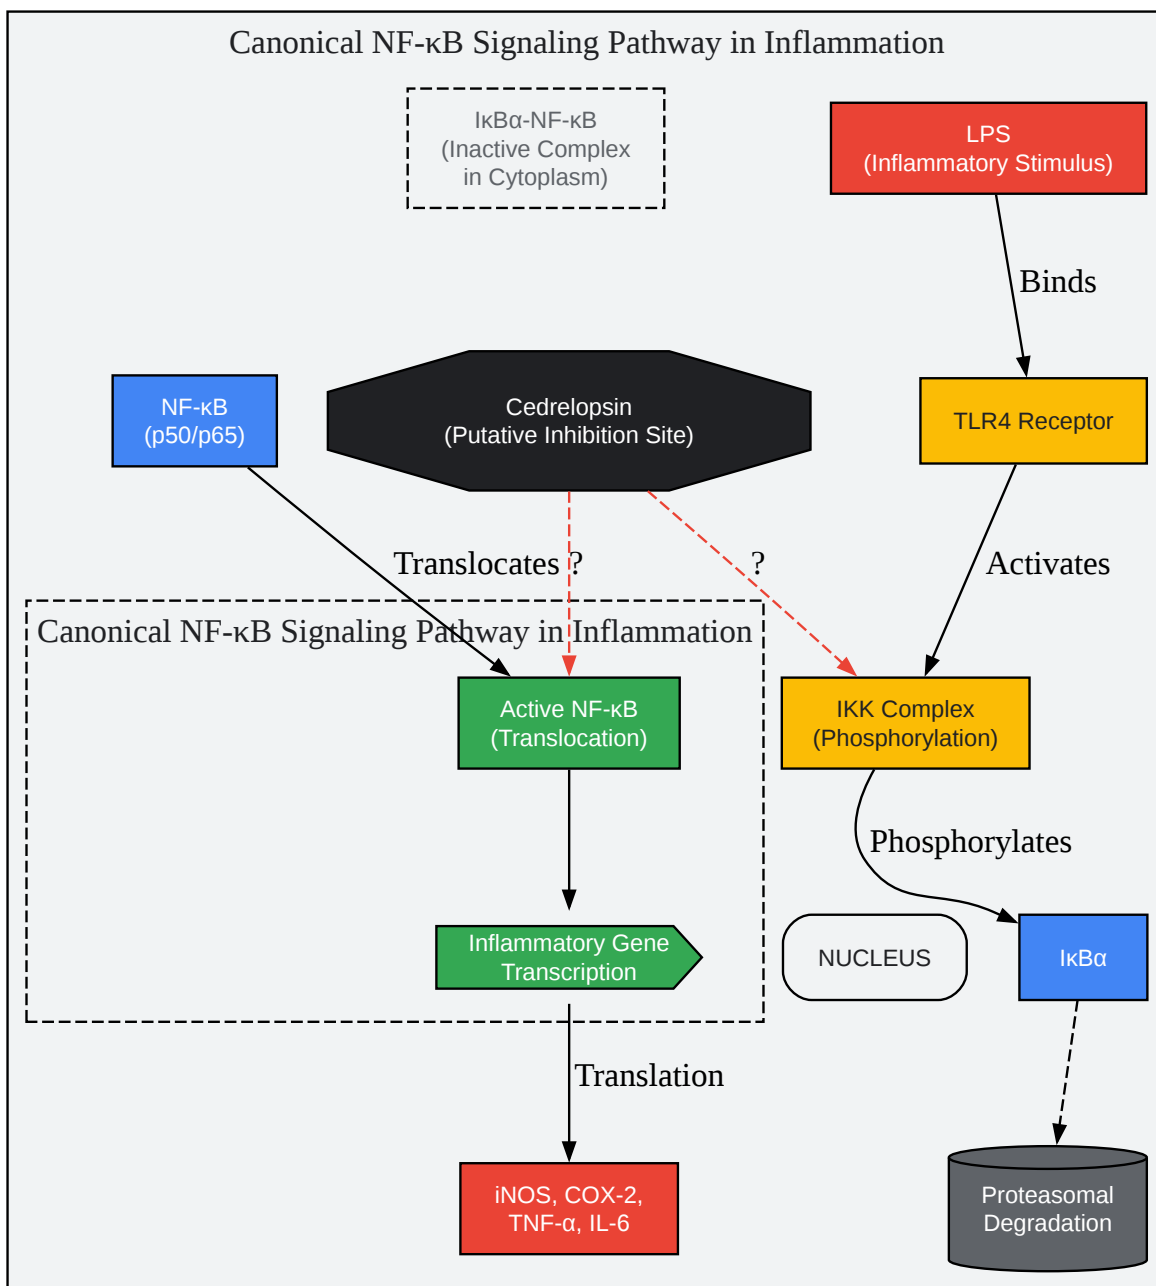 Canonical NF-κB Signaling Pathway in Inflammation
IκBα-NF-κB
(Inactive Complex
in Cytoplasm)
LPS
(Inflammatory Stimulus)
Binds
NF-κB
(p50/p65)
Cedrelopsin
(Putative Inhibition Site)
TLR4 Receptor
Translocates
?
?
Activates
Canonical NF-κB Signaling Pathway in Inflammation
Active NF-κB
(Translocation)
IKK Complex
(Phosphorylation)
Phosphorylates
Inflammatory Gene
Transcription
NUCLEUS
IκBα
Translation
iNOS, COX-2,
TNF-α, IL-6
Proteasomal
Degradation